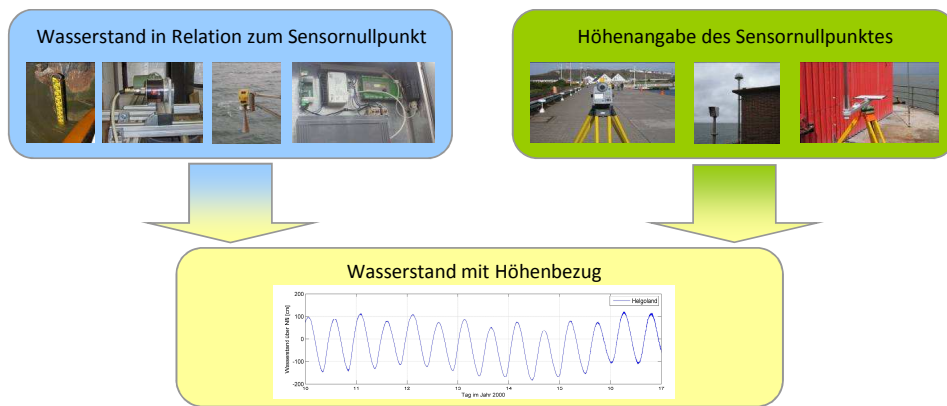 Wasserstand in Relation zum Sensornullpunkt
Höhenangabe des Sensornullpunktes
Wasserstand mit Höhenbezug
200
100
0
-100
-200
Wasserstand über NN [cm]
Helgoland
10
11
12
13
14
15
16
17
Tag im Jahr 2000